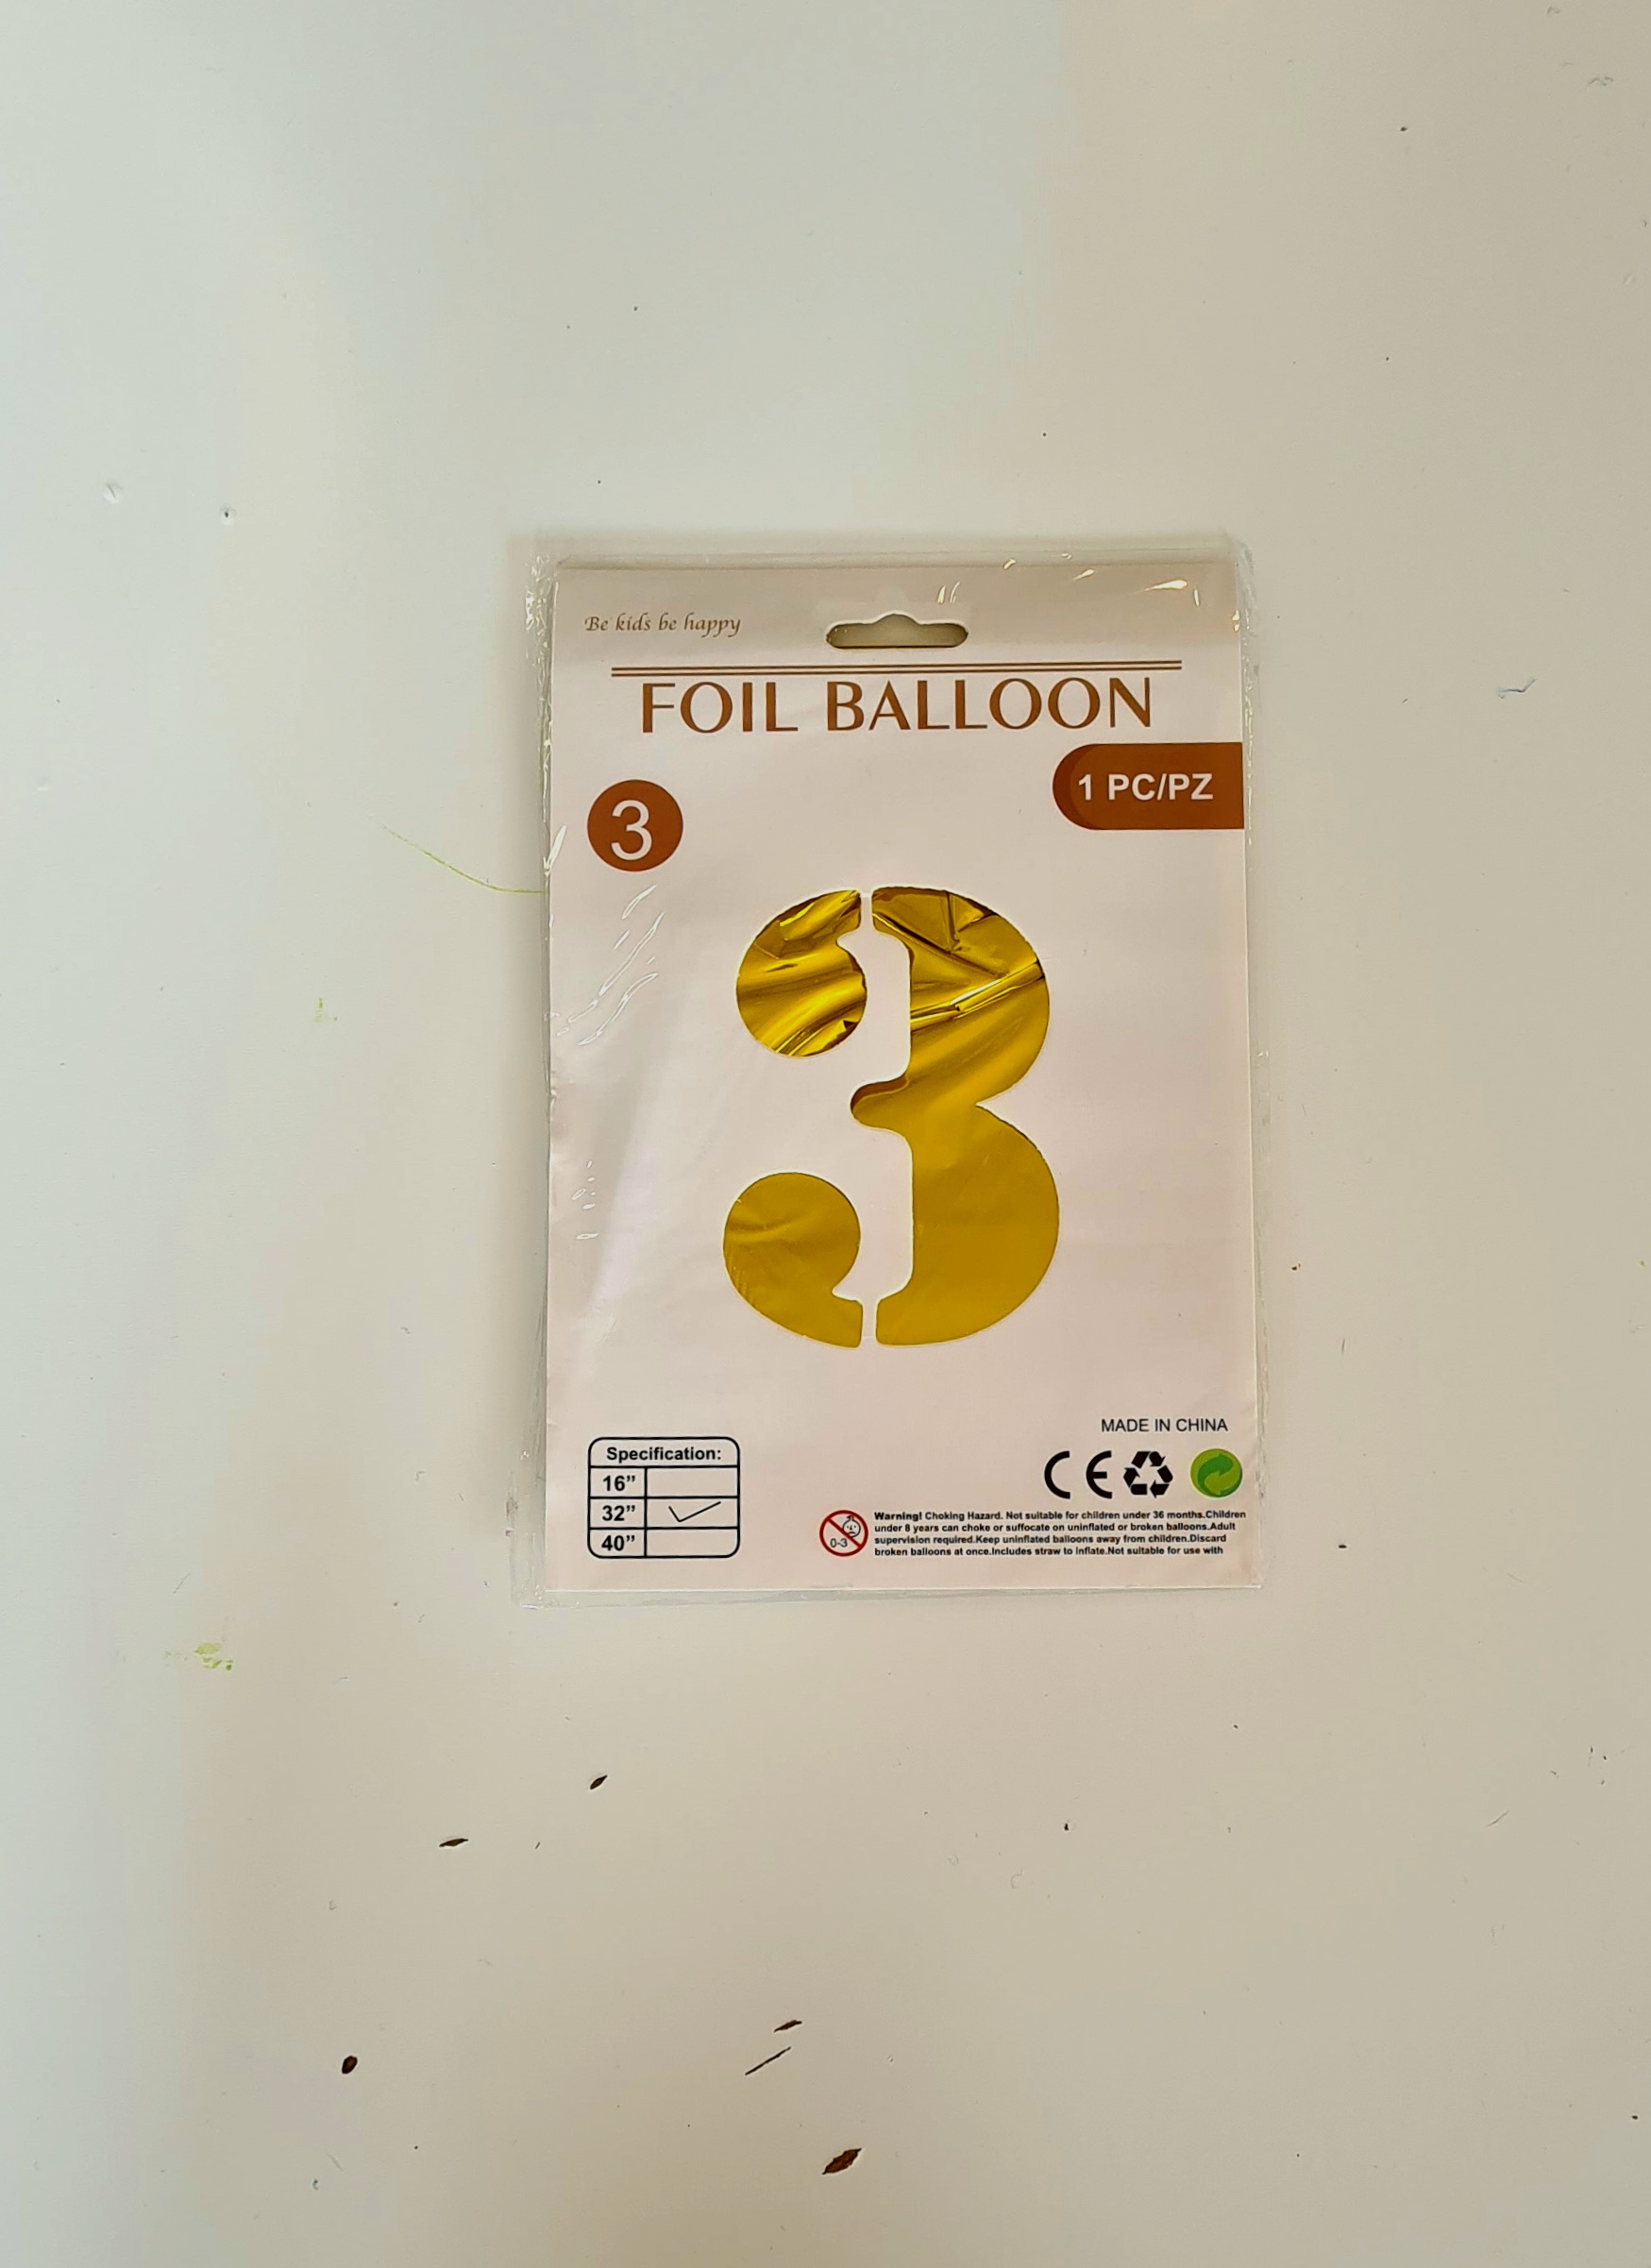 Be kids be happy
FOIL BALLOON
1 PC/PZ
3
MADE IN CHINA
CE
Specification:
16”
32”
40”
0-3
Warning! Choking Hazard. Not suitable for children under 36 months.Children
under 8 years can choke or suffocate on uninflated or broken balloons.Adult
supervision required.Keep uninflated balloons away from children.Discard
broken balloons at once.Includes straw to inflate.Not suitable for use with